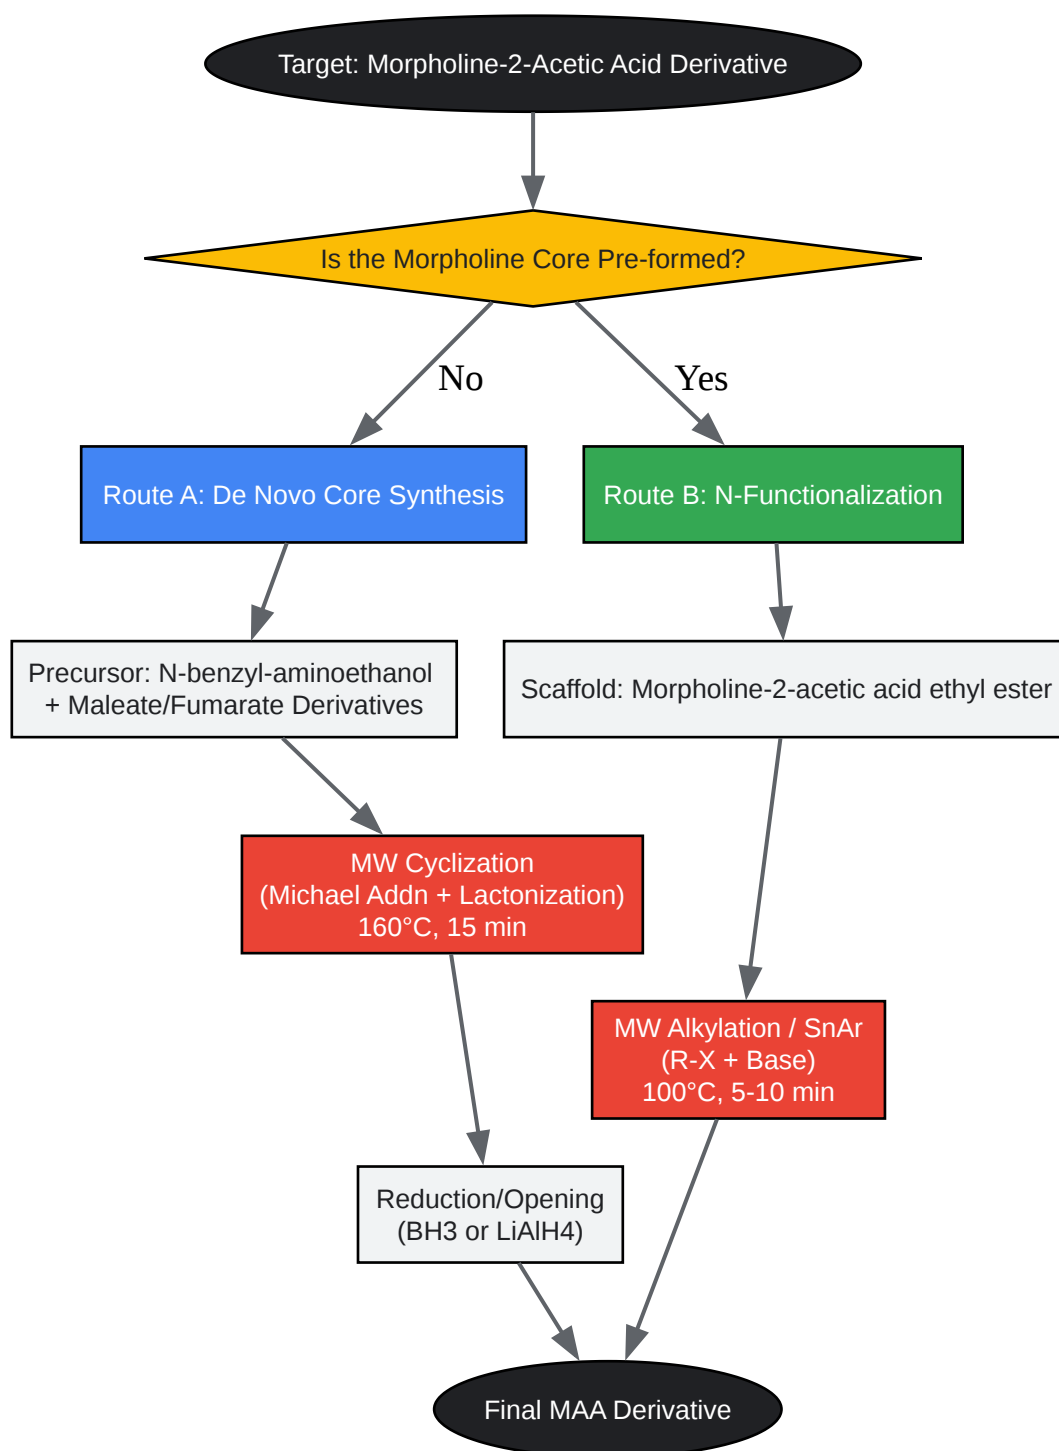 Target: Morpholine-2-Acetic Acid Derivative
Is the Morpholine Core Pre-formed?
No
Yes
Route A: De Novo Core Synthesis
Route B: N-Functionalization
Precursor: N-benzyl-aminoethanol
+ Maleate/Fumarate Derivatives
Scaffold: Morpholine-2-acetic acid ethyl ester
MW Cyclization
(Michael Addn + Lactonization)
160°C, 15 min
MW Alkylation / SnAr
(R-X + Base)
100°C, 5-10 min
Reduction/Opening
(BH3 or LiAlH4)
Final MAA Derivative